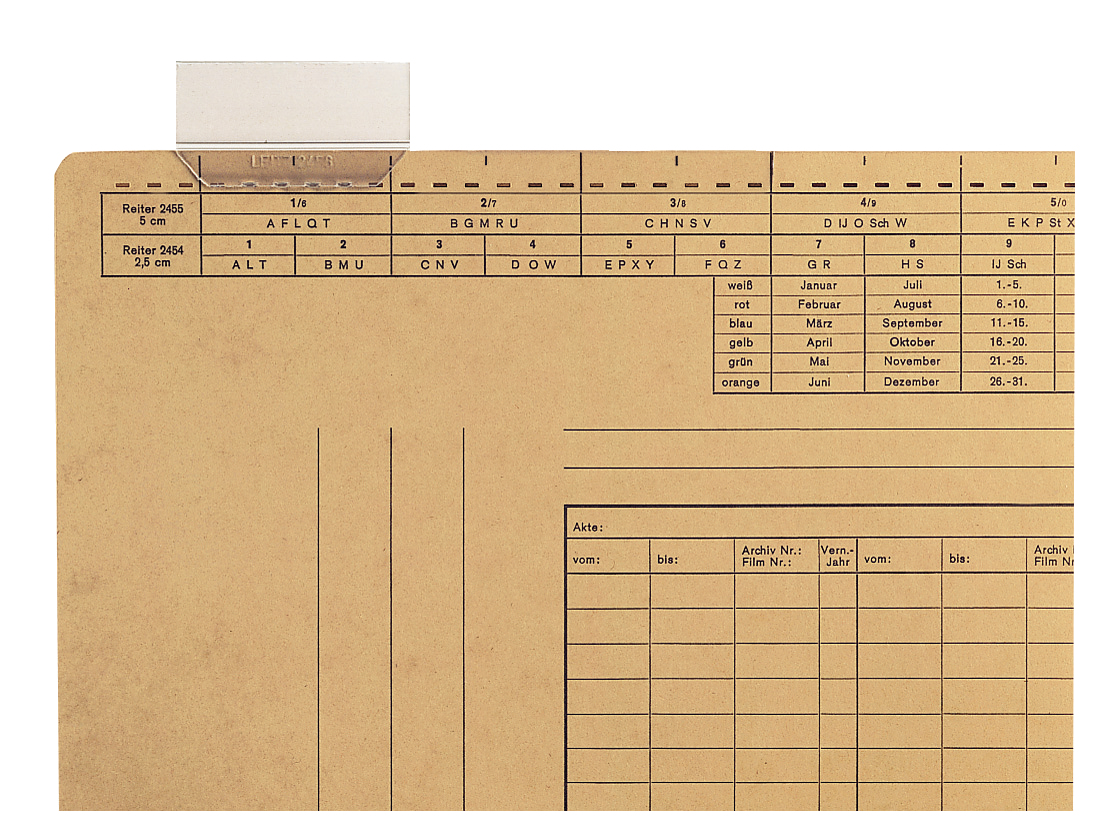 Reiter 2455 1/6 2/7 3/8 4/9 5/0
5 cm A F L Q T B G M R U C H N S V D IJ O Sch W E K P St X
Reiter 2454 1 2 3 4 5 6 7 8 9
2,5 cm A L T B M U C N V D O W E P X Y F Q Z G R H S IJ Sch
weiß Januar Juli 1.-5.
rot Februar August 6.-10.
blau März September 11.-15.
gelb April Oktober 16.-20.
grün Mai November 21.-25.
orange Juni Dezember 26.-31.
Akte:
vom: bis: Archiv Nr.: Vern.- vom: bis: Archiv
Film Nr.: Jahr Film